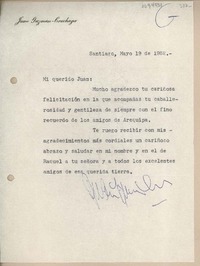 Juan Guzmán Cruchaga
Santiago, Mayo 13 de 1952.-
Mi querido Juan:
Mucho agradezco tu cariñosa
felicitación en la que acompañas tu caballe-
rosidad y gentileza de siempre con el fino
recuerdo de los amigos de Arequipa.
Te ruego recibir con mis
agradecimientos más cordiales un cariñoso
abrazo y saludar en mi nombre y en el de
Raquel a tu señora y a todos los excelentes
amigos de esa querida tierra.